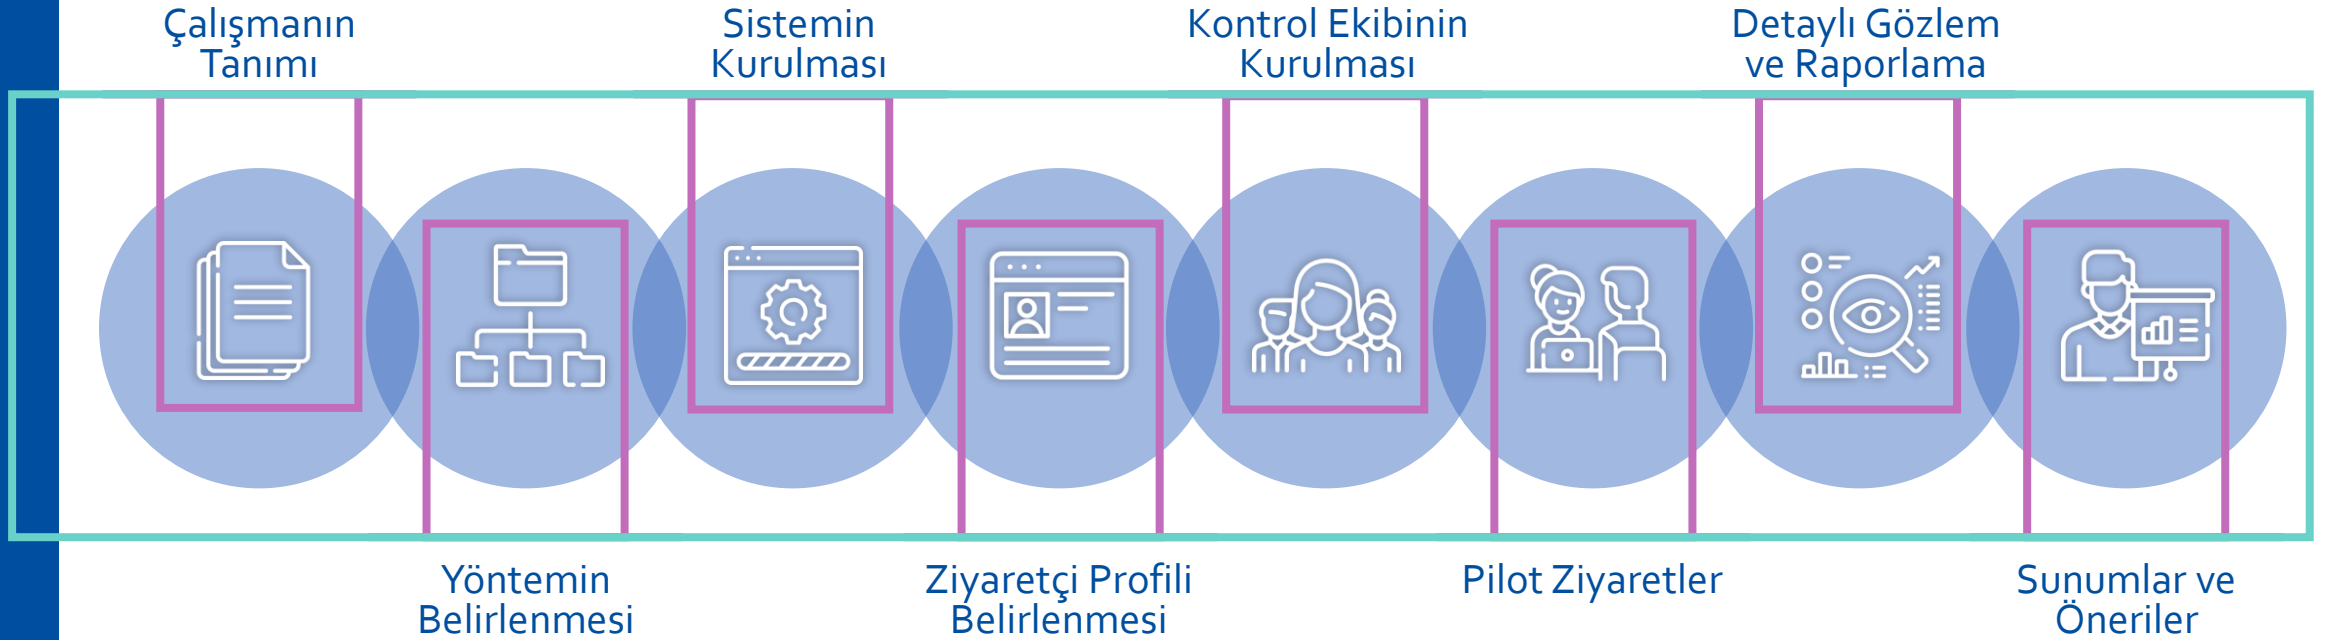 Çalışmanın
Tanımı
Yöntemin
Belirlenmesi
Sistemin
Kurulması
Ziyaretçi Profili
Belirlenmesi
Kontrol Ekibinin
Kurulması
Pilot Ziyaretler
Detaylı Gözlem
ve Raporlama
Sunumlar ve
Öneriler